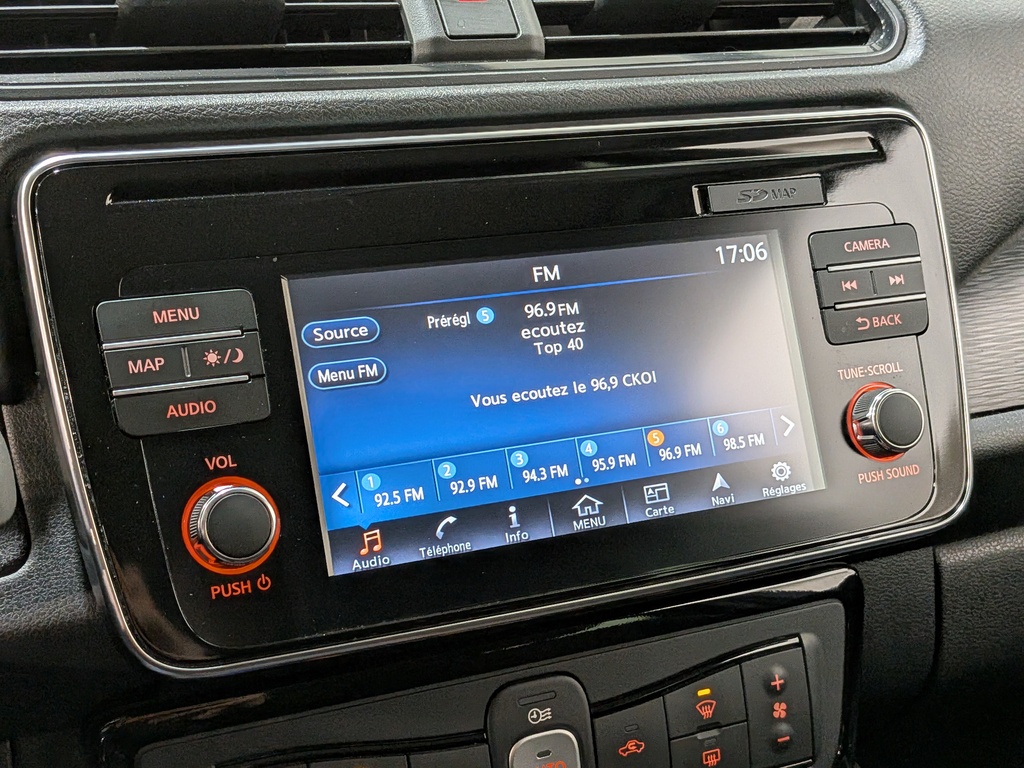 SD MAP
CAMERA
BACK
TUNE·SCROLL
PUSH SOUND
MENU
MAP
AUDIO
VOL
PUSH
FM
17:06
Source
Menu FM
Prérégl 5
96.9 FM
ecoutez
Top 40
Vous ecoutez le 96,9 CKOI
1 92.5 FM
2 92.9 FM
3 94.3 FM
4 95.9 FM
5 96.9 FM
6 98.5 FM
Audio
Téléphone
Info
MENU
Carte
Navi
Réglages